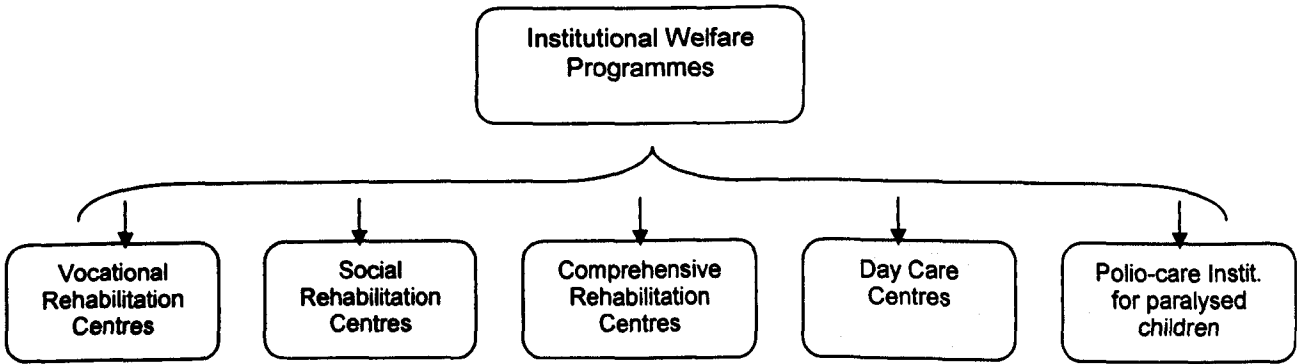 Institutional Welfare
Programmes
Vocational
Rehabilitation
Centres
Social
Rehabilitation
Centres
Comprehensive
Rehabilitation
Centres
Day Care
Centres
Polio-care Instit.
for paralysed
children